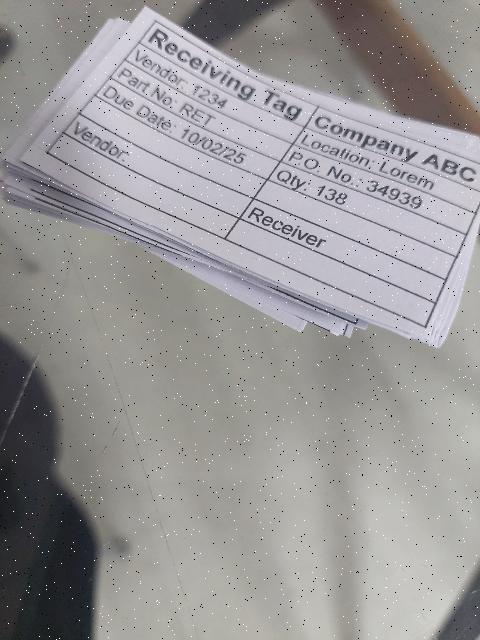 Receiving Tag
Vendor: 1234
Part No: RET
Due Date: 10/02/25
Vendor:
Company ABC
Location: Lorem
P.O. No.: 34939
Qty: 138
Receiver